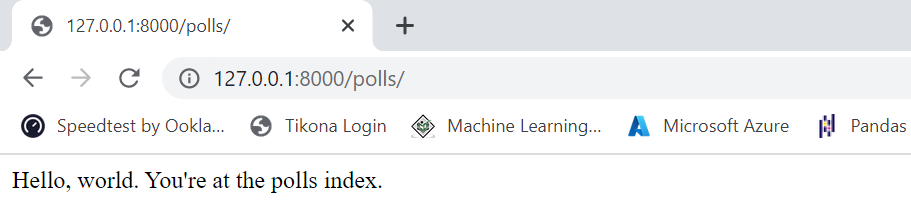 127.0.0.1:8000/polls/
127.0.0.1:8000/polls/
Speedtest by Ookla... Tikona Login Machine Learning... Microsoft Azure Pandas
Hello, world. You're at the polls index.